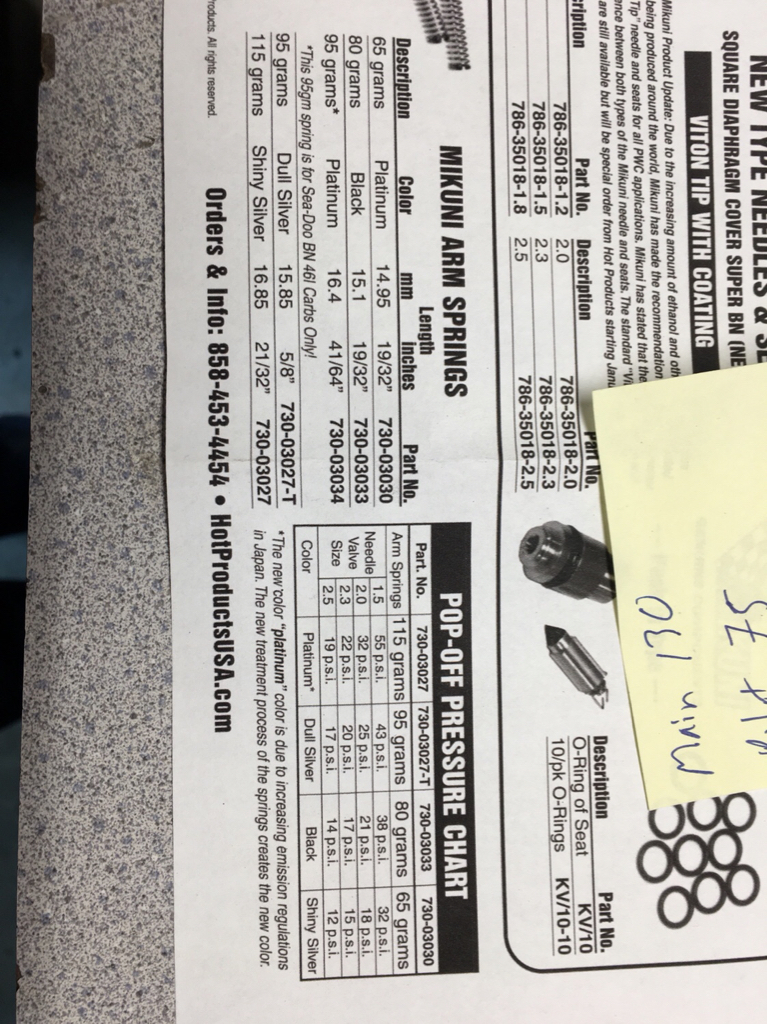 NEW TYPE NEEDLES &
SQUARE DIAPHRAGM COVER SUPER BN
VITON TIP WITH COATING
Mikuni Product Update: Due to the increasing amount of ethanol and
being produced around the world, Mikuni has made the recommendation
Tip" needle and seats for all PWC applications. Mikuni has stated that the
between both types of the Mikuni needle and seats. The standard
are still available but will be special order from Hot Products starting
Part No. Description Part No.
786-35018-1.2 2.0 786-35018-2.0
786-35018-1.5 2.3 786-35018-2.3
786-35018-1.8 2.5 786-35018-2.5
Description Part No.
O-Ring of Seat KV/10
10/pk O-Rings KV/10-10
75
Main 130
MIKUNI ARM SPRINGS
Length
Description Color mm inches Part No.
65 grams Platinum 14.95 19/32" 730-03030
80 grams Black 15.1 19/32" 730-03033
95 grams* Platinum 16.4 41/64" 730-03034
*This 95gm spring is for Sea-Doo BN 46I Carbs Only!
95 grams Dull Silver 15.85 5/8" 730-03027-T
115 grams Shiny Silver 16.85 21/32" 730-03027
POP-OFF PRESSURE CHART
Part. No. 730-03027 730-03027-T 730-03033 730-03030
Arm Springs 115 grams 95 grams 80 grams 65 grams
Needle Valve Size
1.5 55 p.s.i. 43 p.s.i. 38 p.s.i. 32 p.s.i.
2.0 32 p.s.i. 25 p.s.i. 21 p.s.i. 18 p.s.i.
2.3 22 p.s.i. 20 p.s.i. 17 p.s.i. 15 p.s.i.
2.5 19 p.s.i. 17 p.s.i. 14 p.s.i. 12 p.s.i.
Color Platinum* Dull Silver Black Shiny Silver
*The new color "platinum" color is due to increasing emission regulations
in Japan. The new treatment process of the springs creates the new color.
Orders & Info: 858-453-4454 • HotProductsUSA.com
All rights reserved.